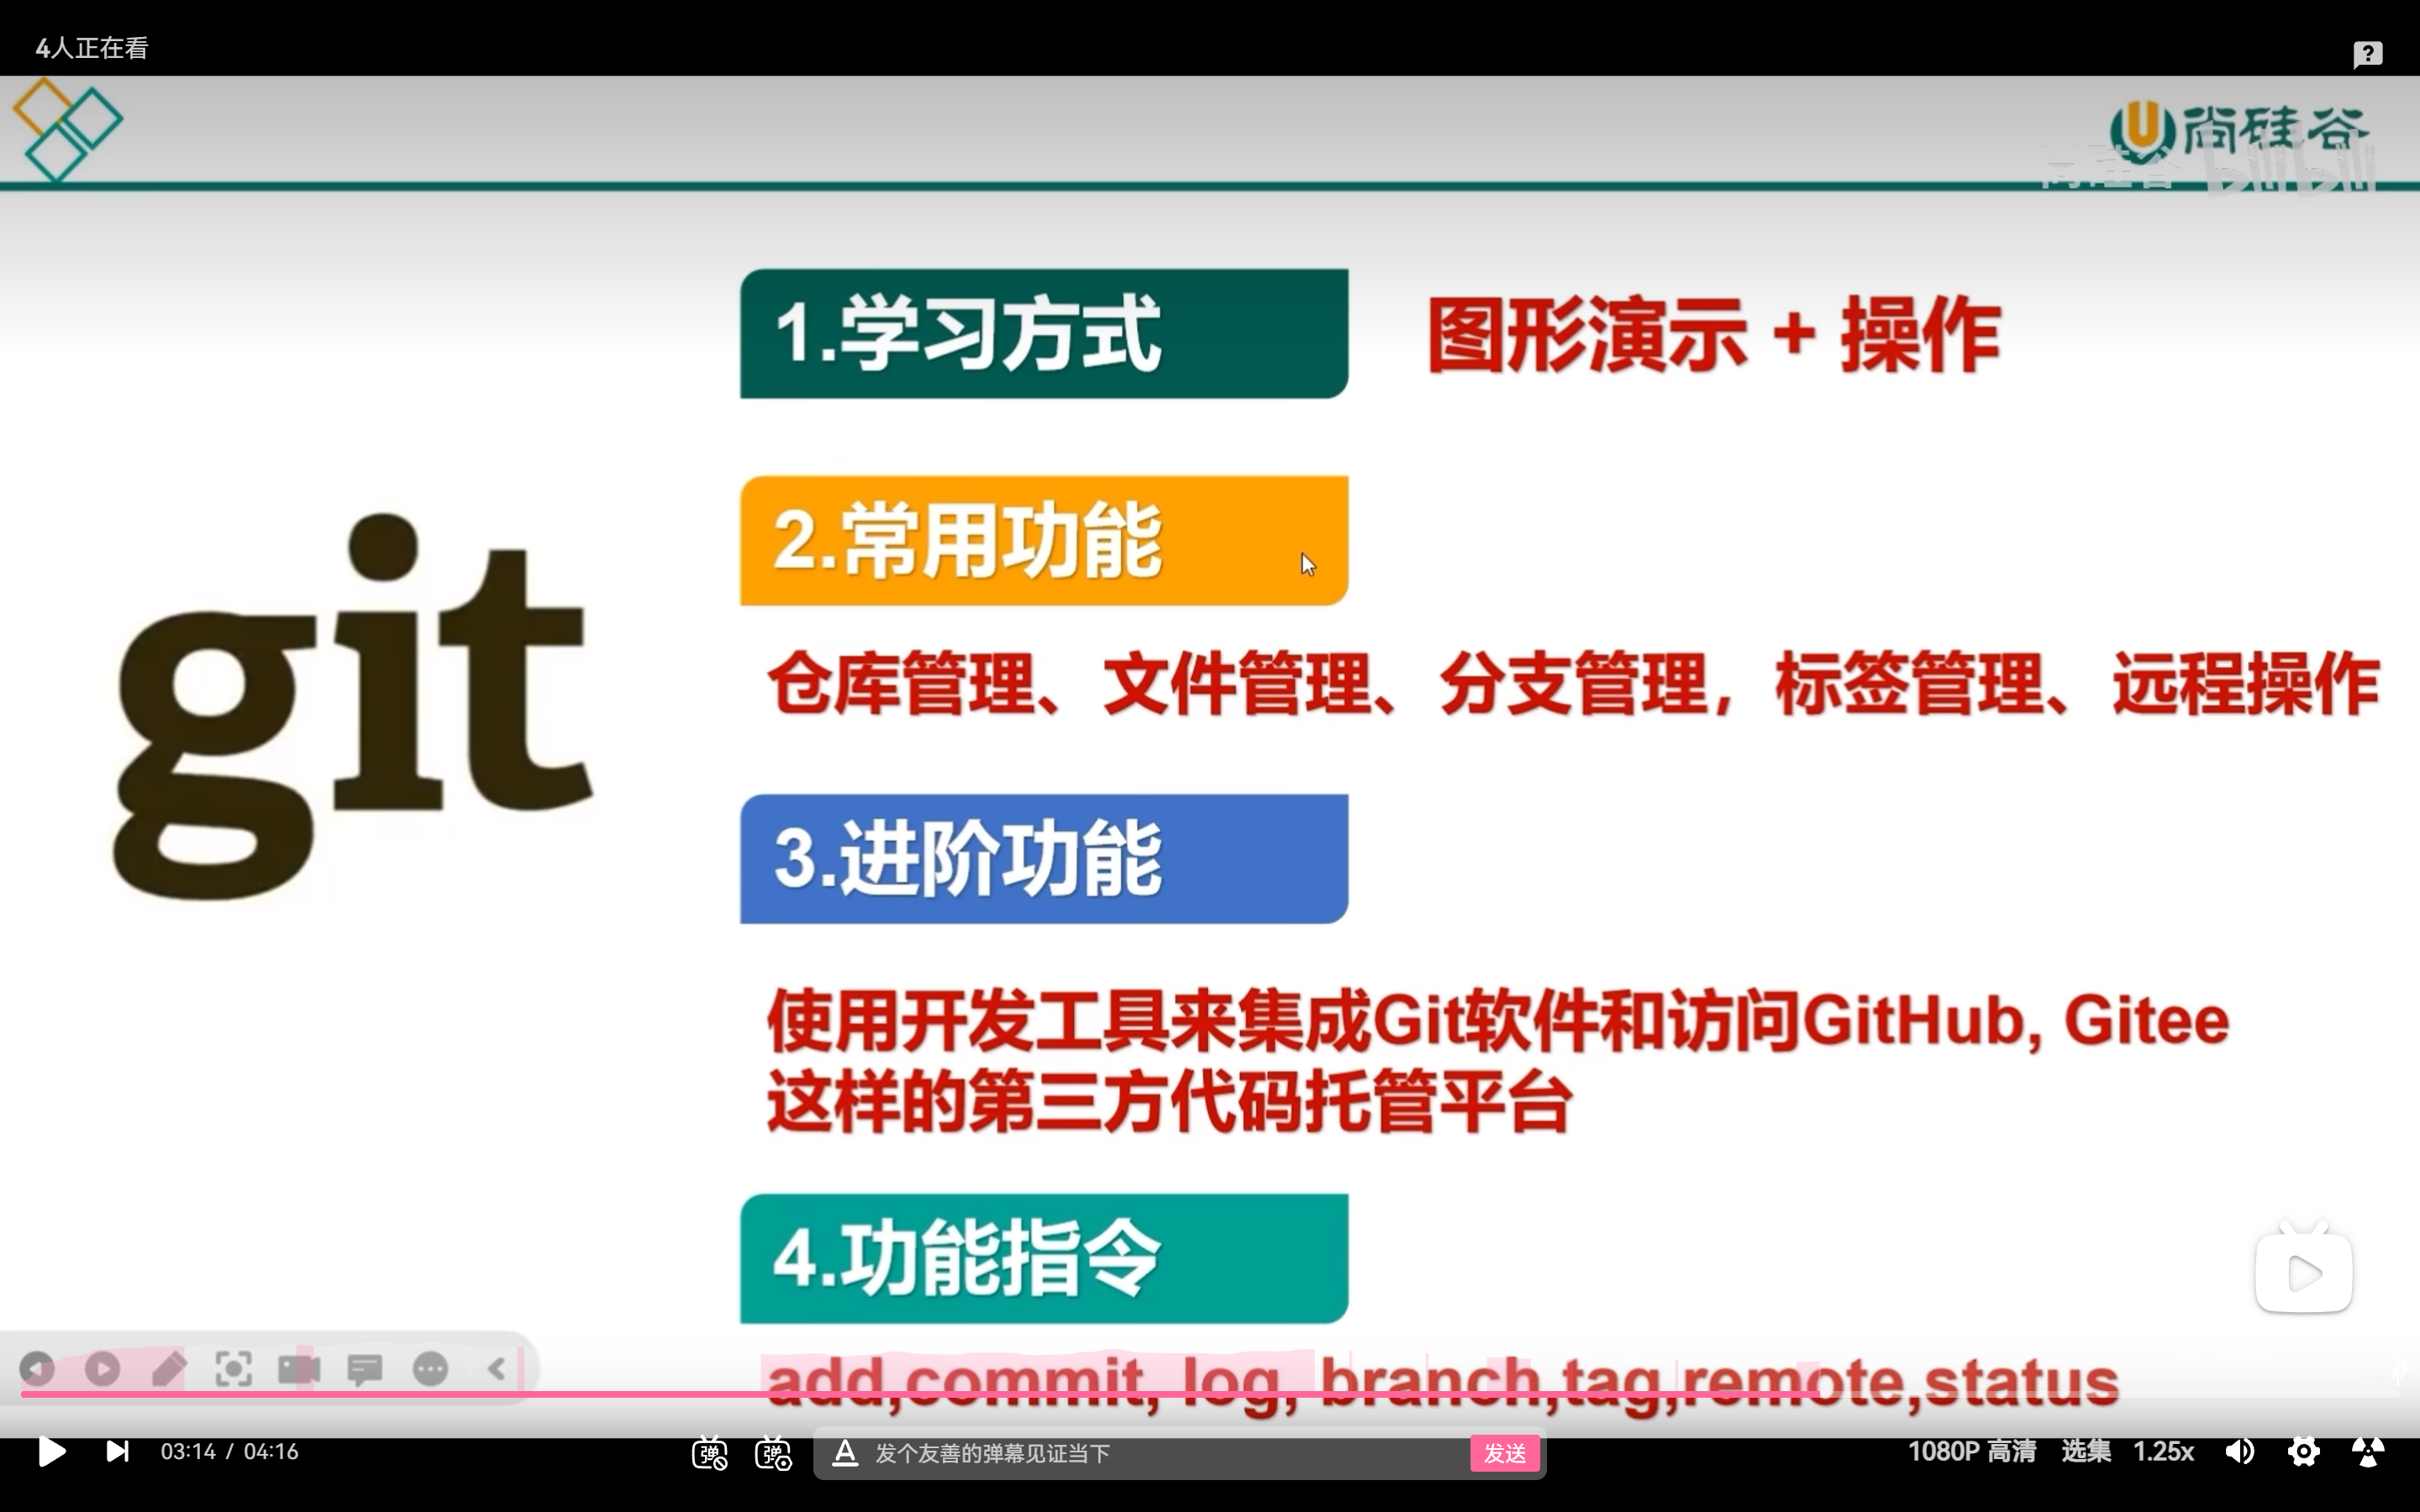 4人正在看
尚硅谷
尚硅谷 bilibili
1.学习方式
图形演示 + 操作
2.常用功能
仓库管理、文件管理、分支管理，标签管理、远程操作
git
3.进阶功能
使用开发工具来集成Git软件和访问GitHub, Gitee
这样的第三方代码托管平台
4.功能指令
add,commit, log, branch,tag,remote,status
03:14 / 04:16
弹
弹
A
发个友善的弹幕见证当下
发送
1080P 高清
选集
1.25x